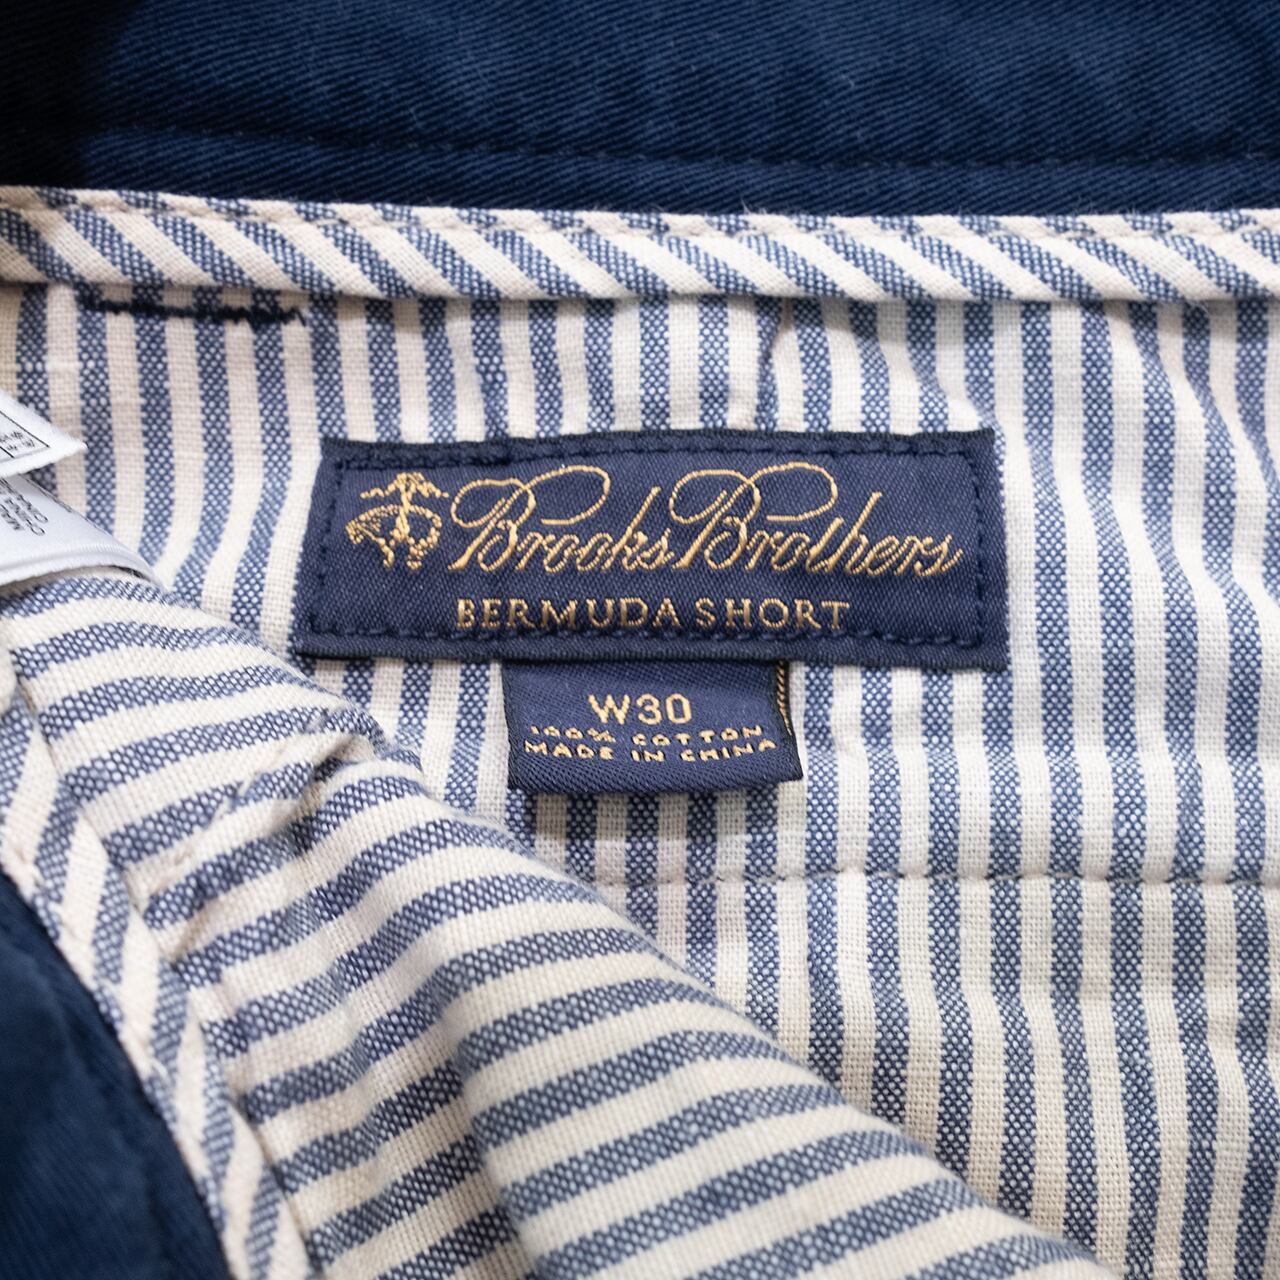 Brooks Brothers
BERMUDA SHORT
W30
100% COTTON
MADE IN CHINA